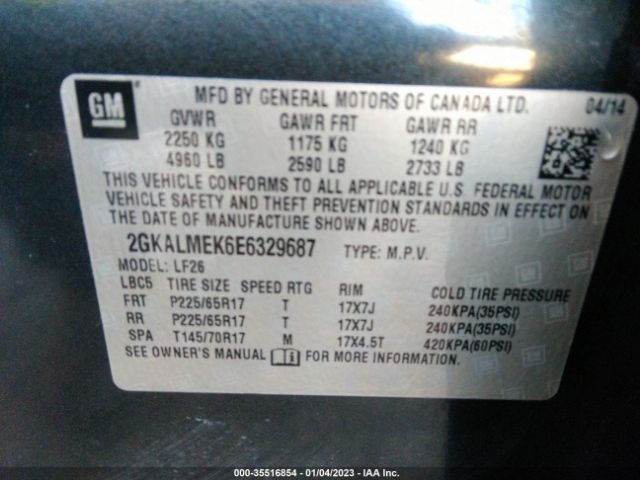 GM
MFD BY GENERAL MOTORS OF CANADA LTD. 04/14
GVWR GAWR FRT GAWR RR
2250 KG 1175 KG 1240 KG
4960 LB 2590 LB 2733 LB
THIS VEHICLE CONFORMS TO ALL APPLICABLE U.S. FEDERAL MOTOR
VEHICLE SAFETY AND THEFT PREVENTION STANDARDS IN EFFECT ON
THE DATE OF MANUFACTURE SHOWN ABOVE.
2GKALMEK6E6329687 TYPE: M.P.V.
MODEL: LF26
LBC5 TIRE SIZE SPEED RTG RIM COLD TIRE PRESSURE
FRT P225/65R17 T 17X7J 240KPA(35PSI)
RR P225/65R17 T 17X7J 240KPA(35PSI)
SPA T145/70R17 M 17X4.5T 420KPA(60PSI)
SEE OWNER'S MANUAL FOR MORE INFORMATION.
000-35516854 - 01/04/2023 - IAA Inc.